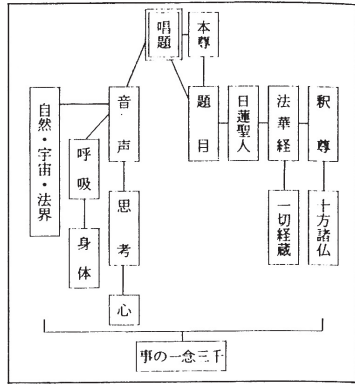 本尊
唱題
釈尊
法華経
日蓮聖人
題目
音声
自然・宇宙・法界
呼吸
思考
十方諸仏
一切経蔵
身体
心
事の一念三千